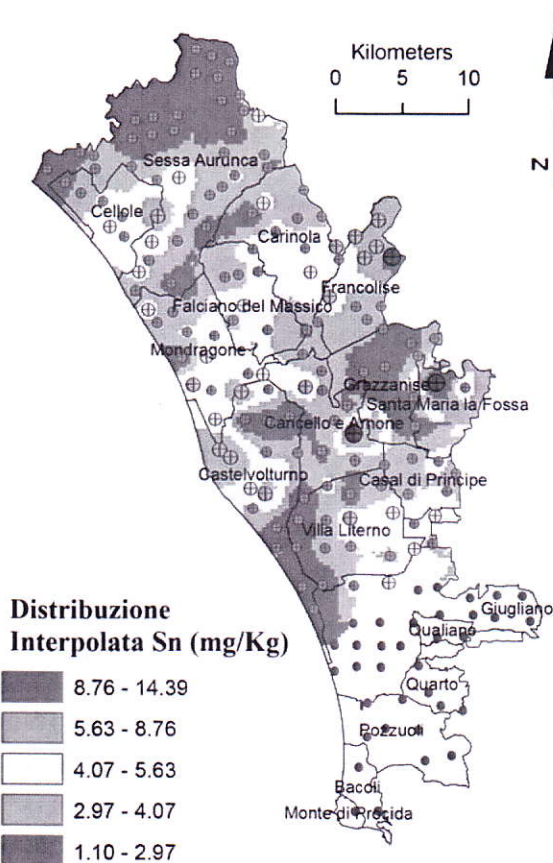 Kilometers
0 5 10
N
Sessa Aurunca
Cellole
Carinola
Francolise
Falciano del Massico
Mondragone
Grazzanise
Santa Maria la Fossa
Cancello e Arnone
Castelvolturno
Casal di Principe
Villa Literno
Distribuzione
Interpolata Sn (mg/Kg)
8.76 - 14.39
5.63 - 8.76
4.07 - 5.63
2.97 - 4.07
1.10 - 2.97
Giugliano
Qualiano
Quarto
Pozzuoli
Bacoli
Monte di Procida